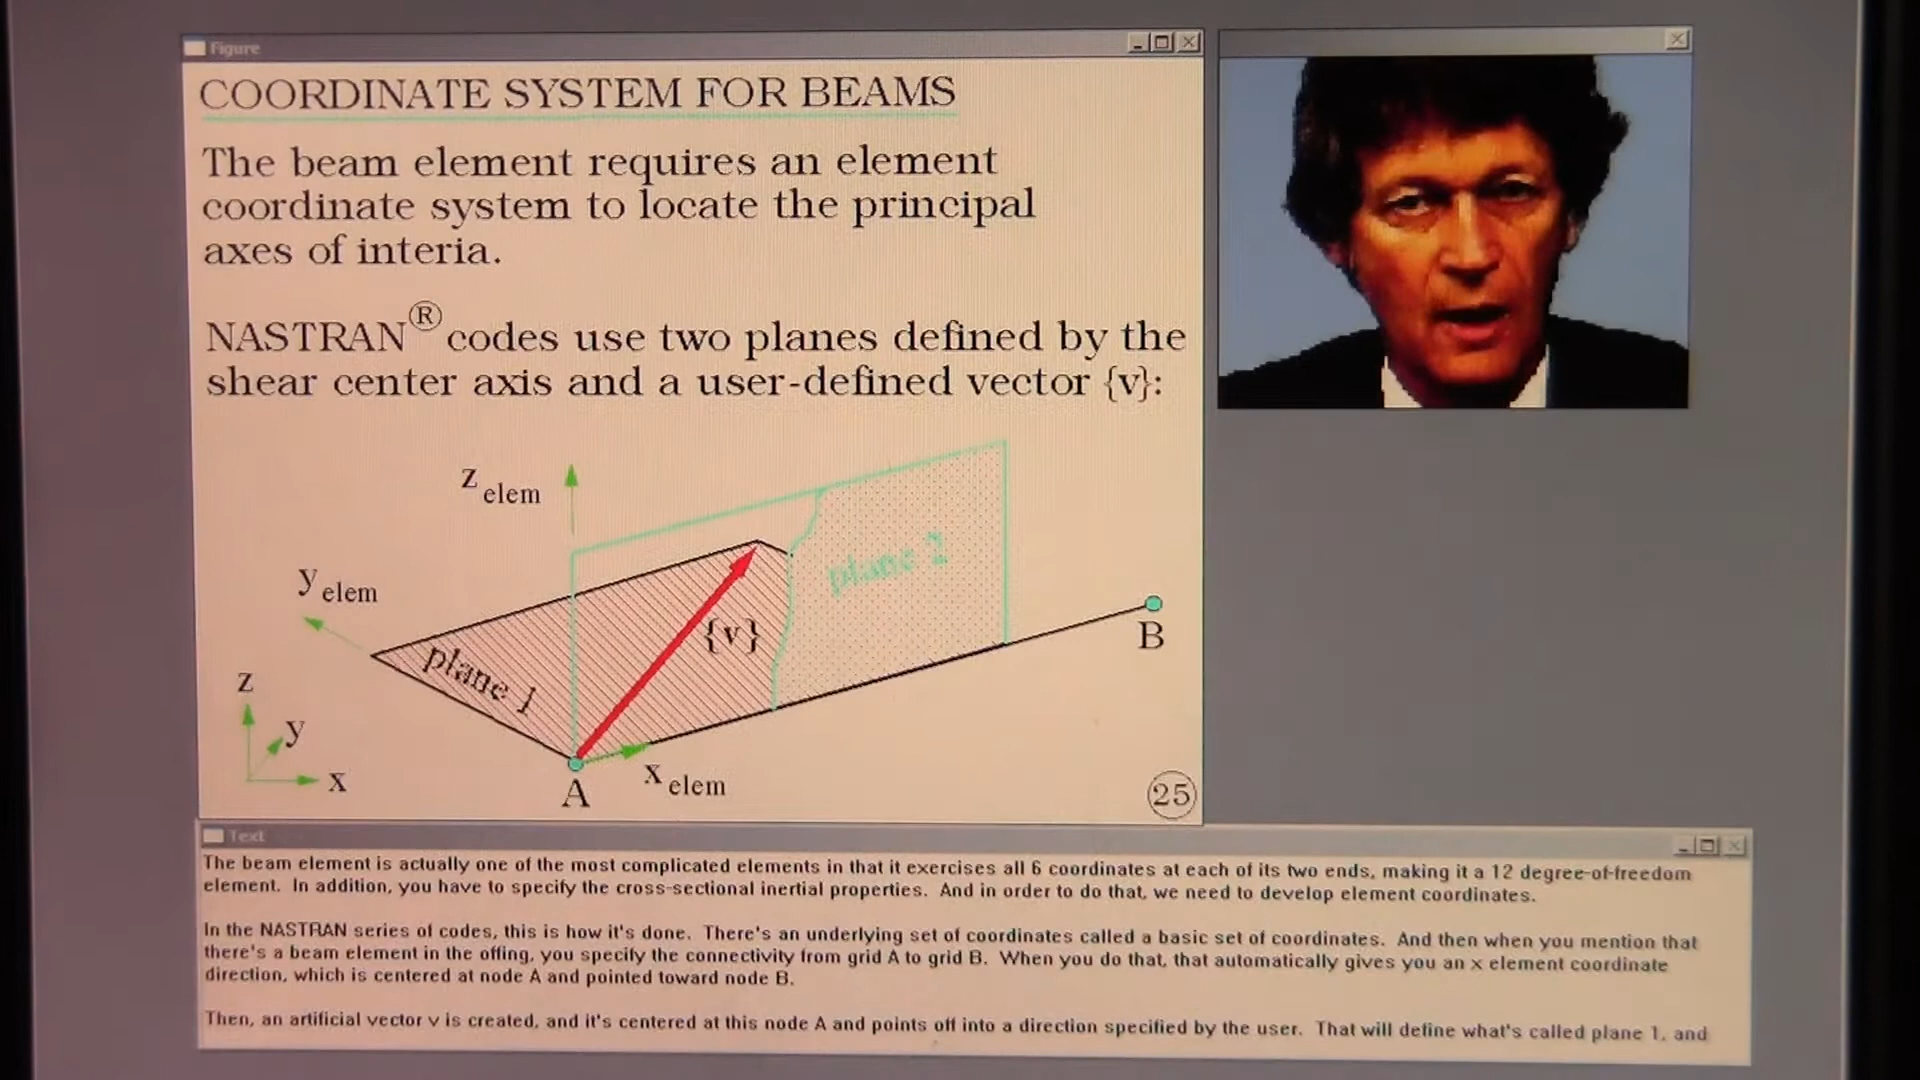 Figure
COORDINATE SYSTEM FOR BEAMS
The beam element requires an element
coordinate system to locate the principal
axes of interia.
NASTRAN® codes use two planes defined by the
shear center axis and a user-defined vector {v}:
z elem
y elem
plane 1
{v}
plane 2
B
z
y
x
A
x elem
25
Text
The beam element is actually one of the most complicated elements in that it exercises all 6 coordinates at each of its two ends, making it a 12 degree-of-freedom
element. In addition, you have to specify the cross-sectional inertial properties. And in order to do that, we need to develop element coordinates.
In the NASTRAN series of codes, this is how it's done. There's an underlying set of coordinates called a basic set of coordinates. And then when you mention that
there's a beam element in the offing, you specify the connectivity from grid A to grid B. When you do that, that automatically gives you an x element coordinate
direction, which is centered at node A and pointed toward node B.
Then, an artificial vector v is created, and it's centered at this node A and points off into a direction specified by the user. That will define what's called plane 1, and